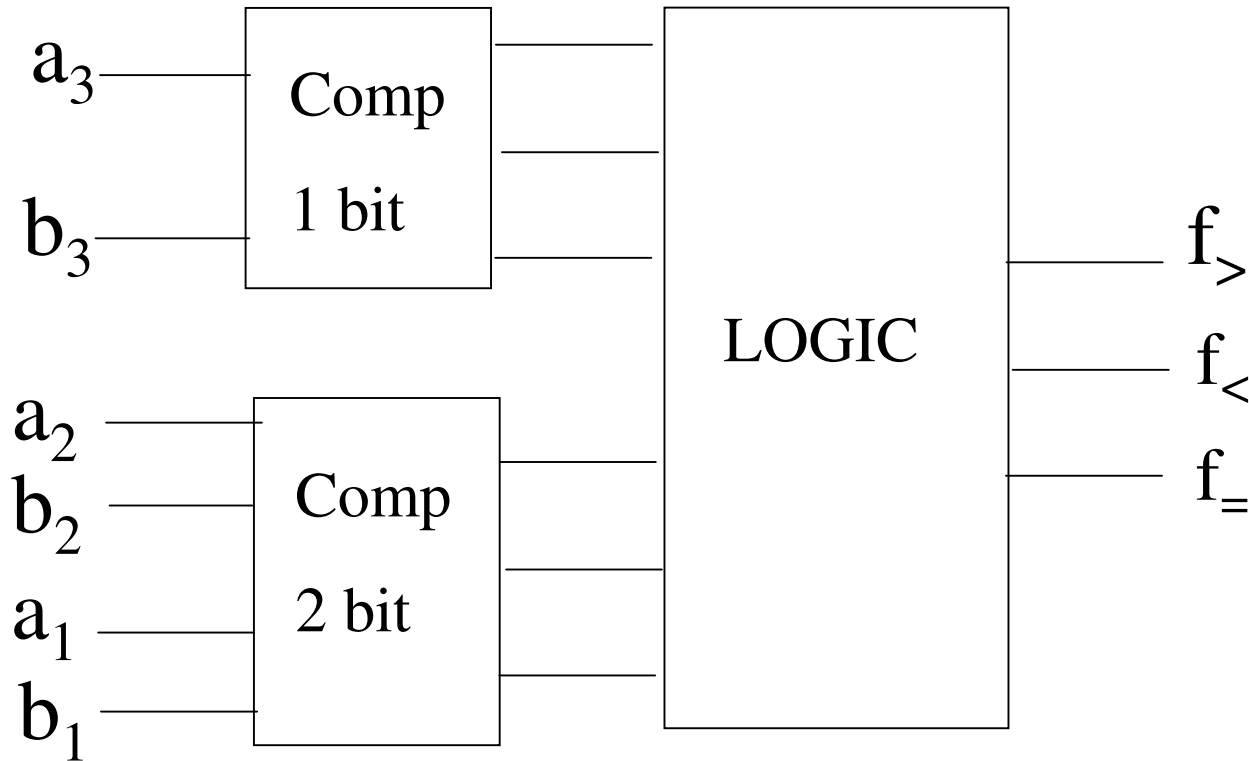 a₃
Comp
1 bit
b₃
LOGIC
f>
f<
f=
a₂
b₂
Comp
2 bit
a₁
b₁